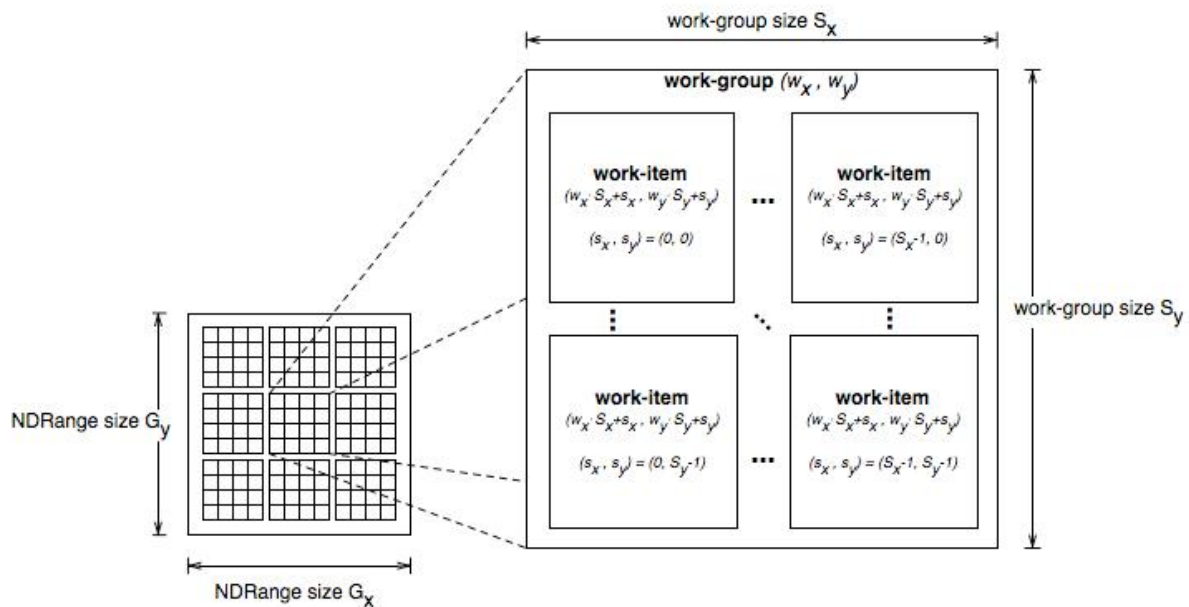 work-group size Sx
work-group (wx , wy)
work-item
(wx· Sx+sx , wy· Sy+sy)
(sx , sy) = (0, 0)
...
work-item
(wx· Sx+sx , wy· Sy+sy)
(sx , sy) = (Sx-1, 0)
work-group size Sy
work-item
(wx· Sx+sx , wy· Sy+sy)
(sx , sy) = (0, Sy-1)
...
work-item
(wx· Sx+sx , wy· Sy+sy)
(sx , sy) = (Sx-1, Sy-1)
NDRange size Gy
NDRange size Gx